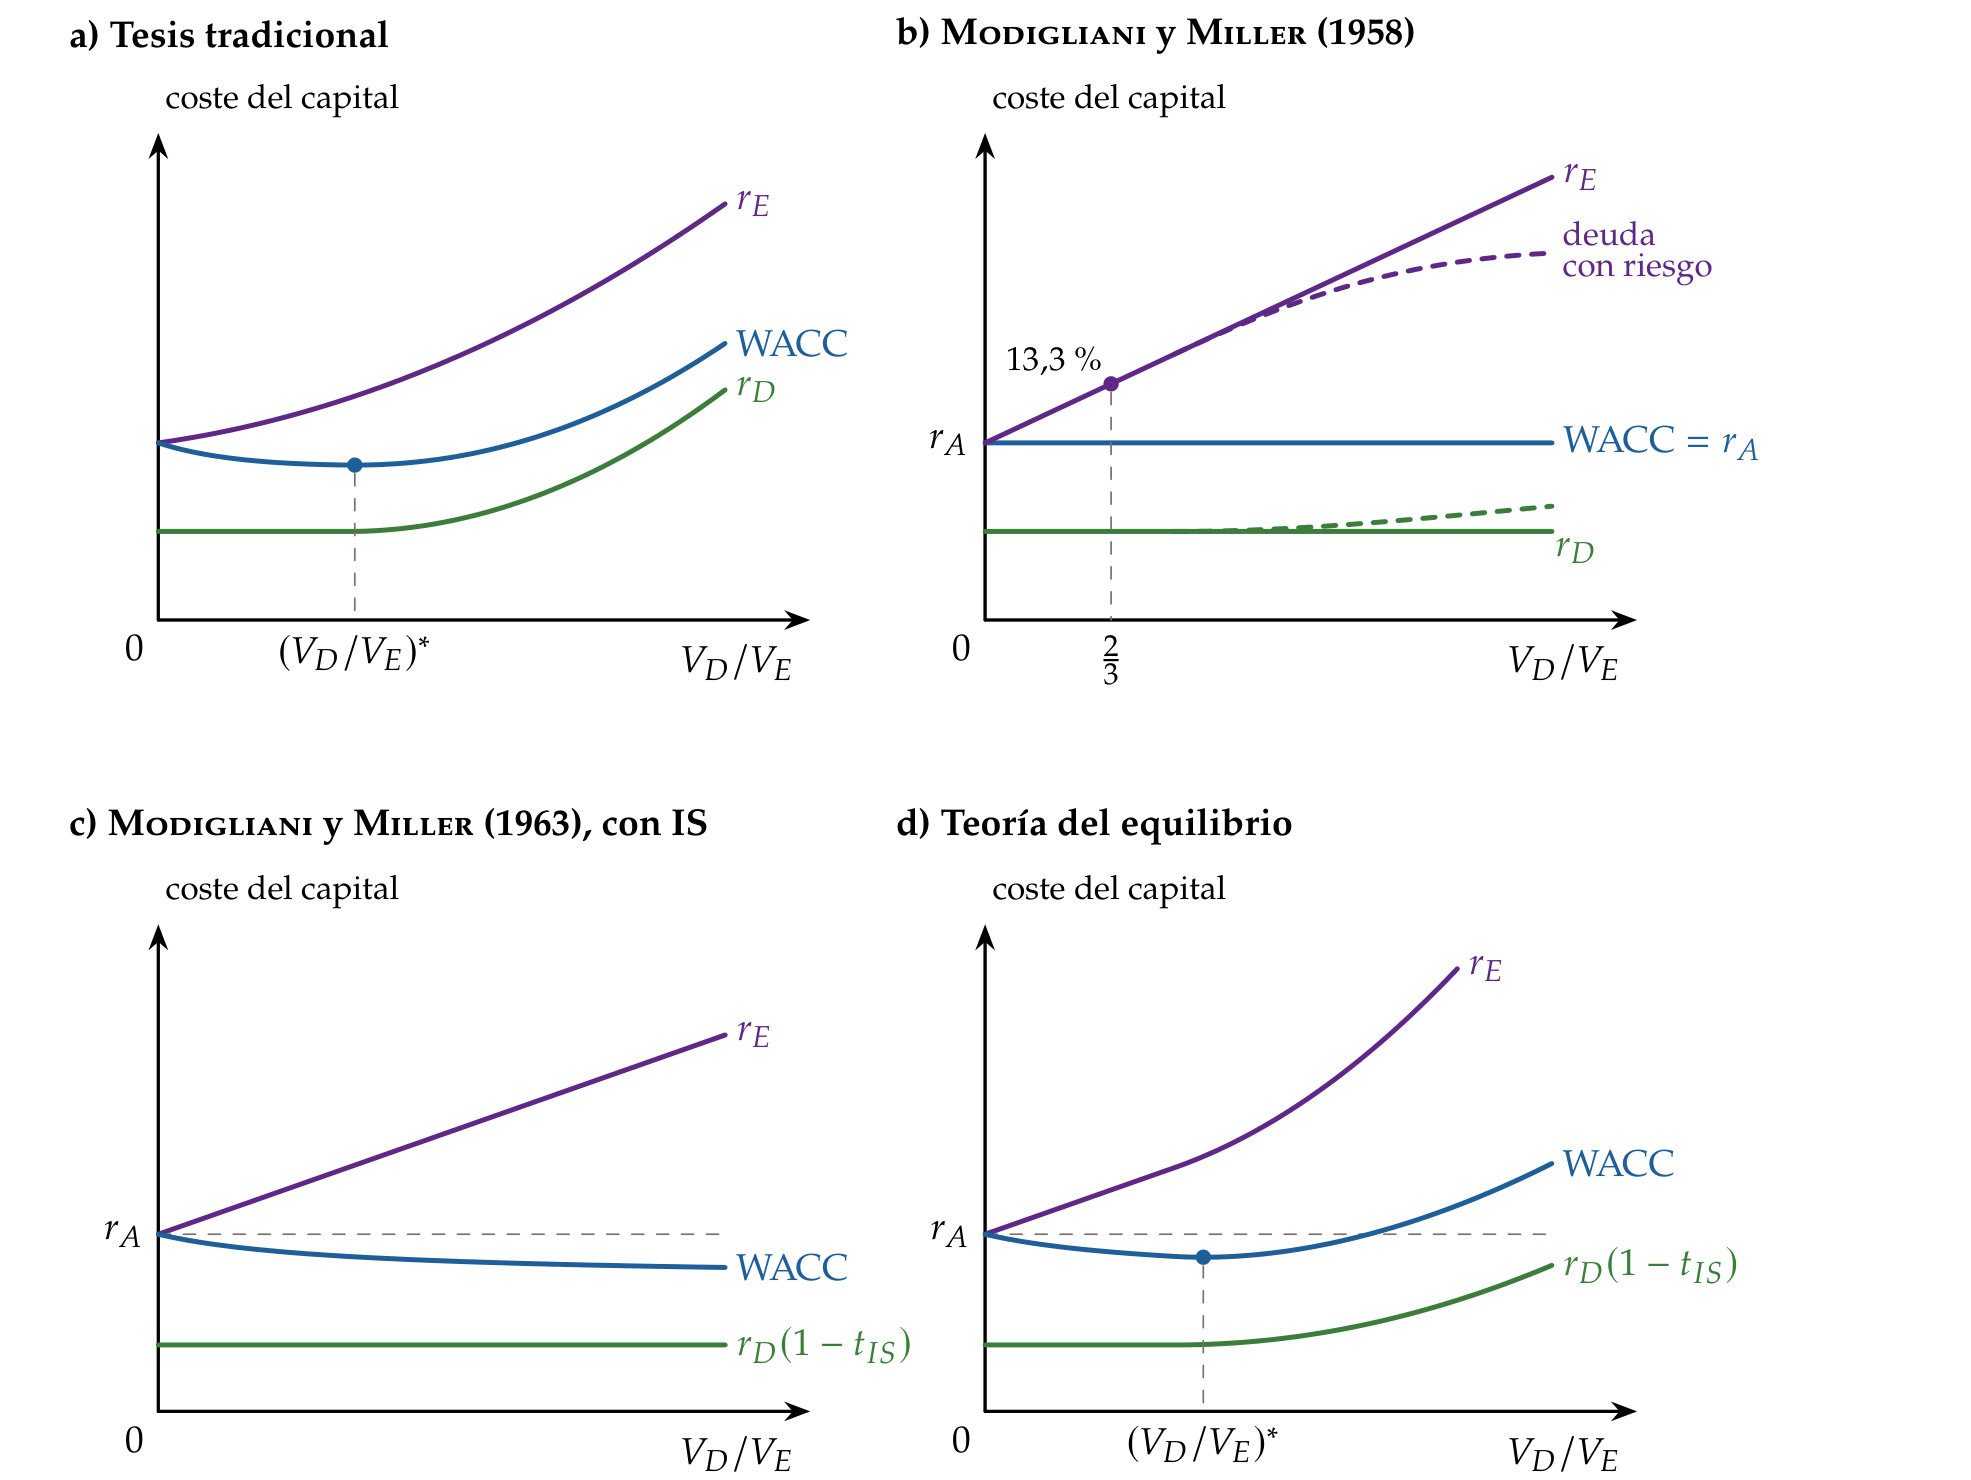 a) Tesis tradicional
coste del capital
r_E
WACC
r_D
0
(V_D/V_E)*
V_D/V_E
b) Modigliani y Miller (1958)
coste del capital
r_E
deuda
con riesgo
13,3 %
r_A
WACC = r_A
r_D
0
2/3
V_D/V_E
c) Modigliani y Miller (1963), con IS
coste del capital
r_E
r_A
WACC
r_D(1 − t_IS)
0
V_D/V_E
d) Teoría del equilibrio
coste del capital
r_E
WACC
r_A
r_D(1 − t_IS)
0
(V_D/V_E)*
V_D/V_E